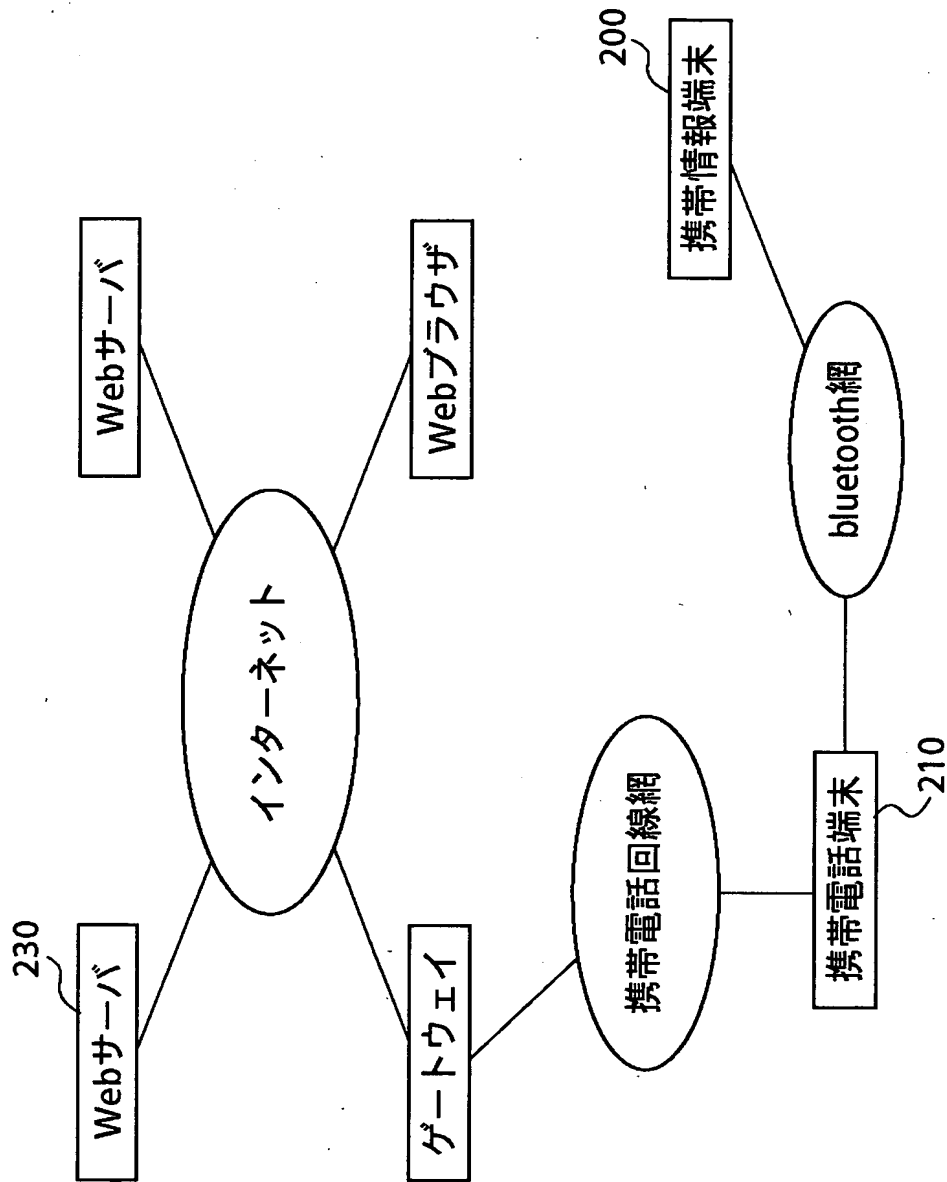 230
Webサーバ
Webサーバ
インターネット
ゲートウェイ
Webブラウザ
携帯電話回線網
200
携帯情報端末
携帯電話端末
210
bluetooth網